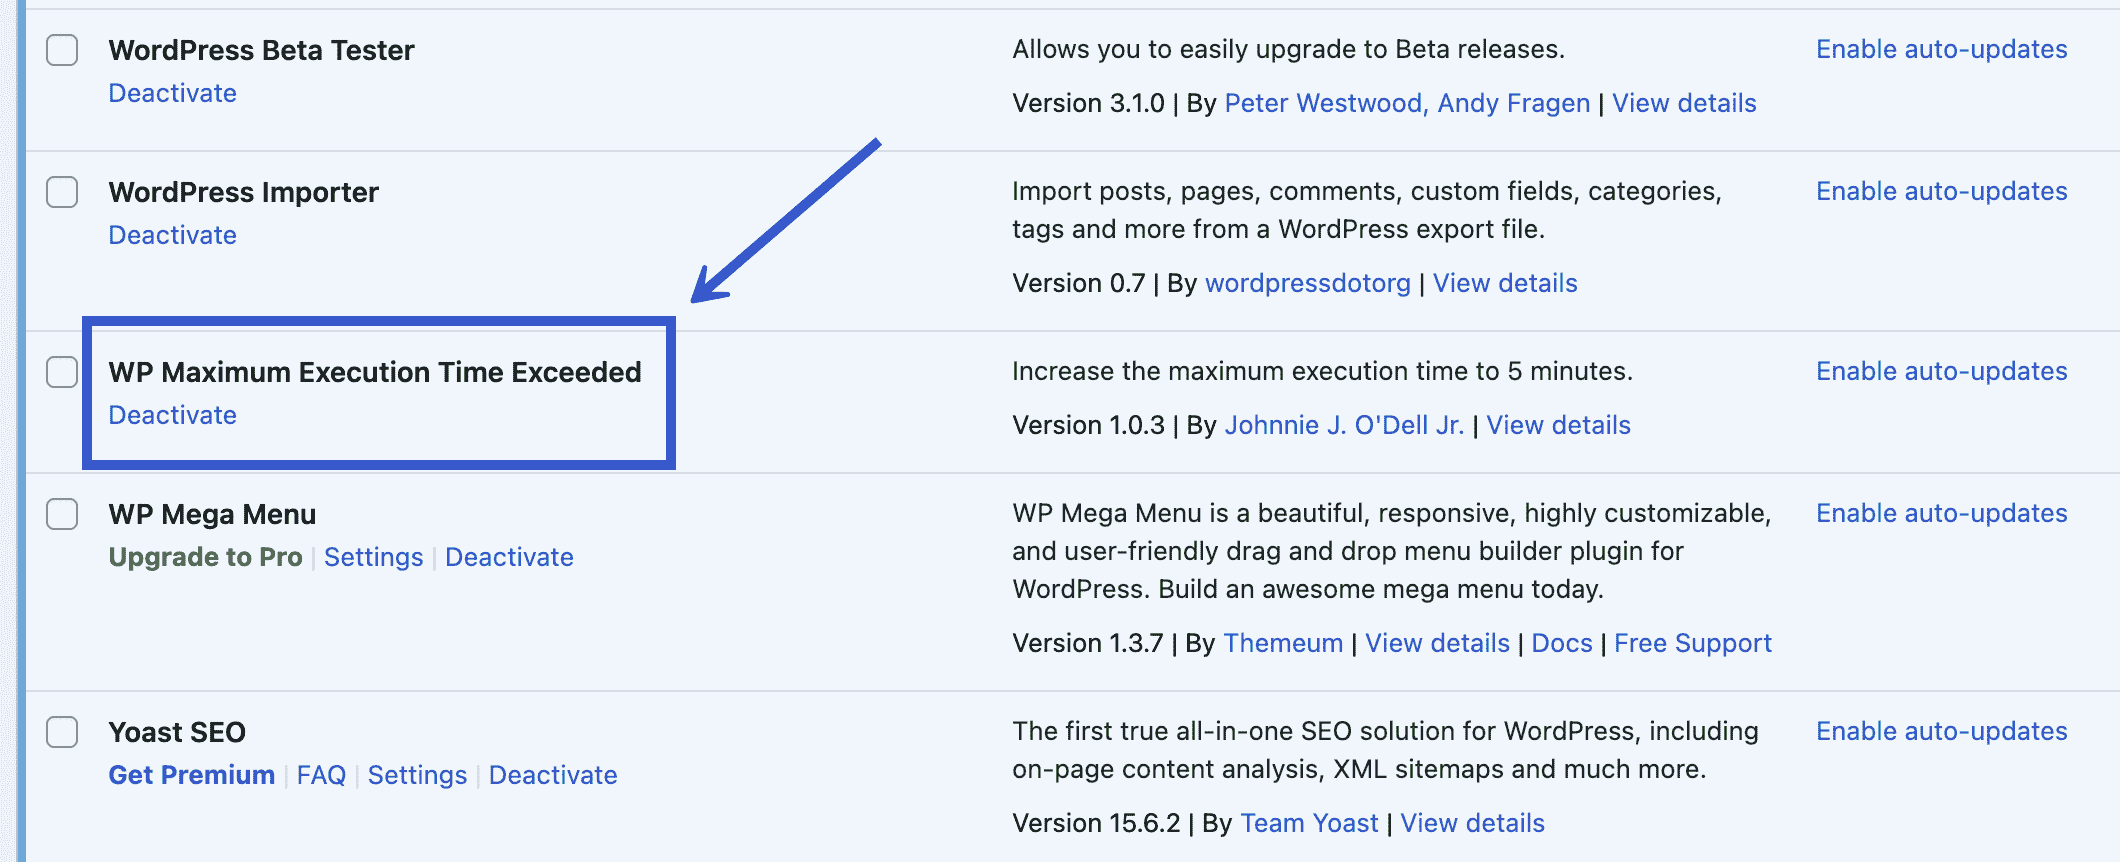 WordPress Beta Tester
Deactivate
Allows you to easily upgrade to Beta releases.
Version 3.1.0 | By Peter Westwood, Andy Fragen | View details
Enable auto-updates
WordPress Importer
Deactivate
Import posts, pages, comments, custom fields, categories,
tags and more from a WordPress export file.
Version 0.7 | By wordpressdotorg | View details
Enable auto-updates
WP Maximum Execution Time Exceeded
Deactivate
Increase the maximum execution time to 5 minutes.
Version 1.0.3 | By Johnnie J. O'Dell Jr. | View details
Enable auto-updates
WP Mega Menu
Upgrade to Pro | Settings | Deactivate
WP Mega Menu is a beautiful, responsive, highly customizable,
and user-friendly drag and drop menu builder plugin for
WordPress. Build an awesome mega menu today.
Version 1.3.7 | By Themeum | View details | Docs | Free Support
Enable auto-updates
Yoast SEO
Get Premium | FAQ | Settings | Deactivate
The first true all-in-one SEO solution for WordPress, including
on-page content analysis, XML sitemaps and much more.
Version 15.6.2 | By Team Yoast | View details
Enable auto-updates